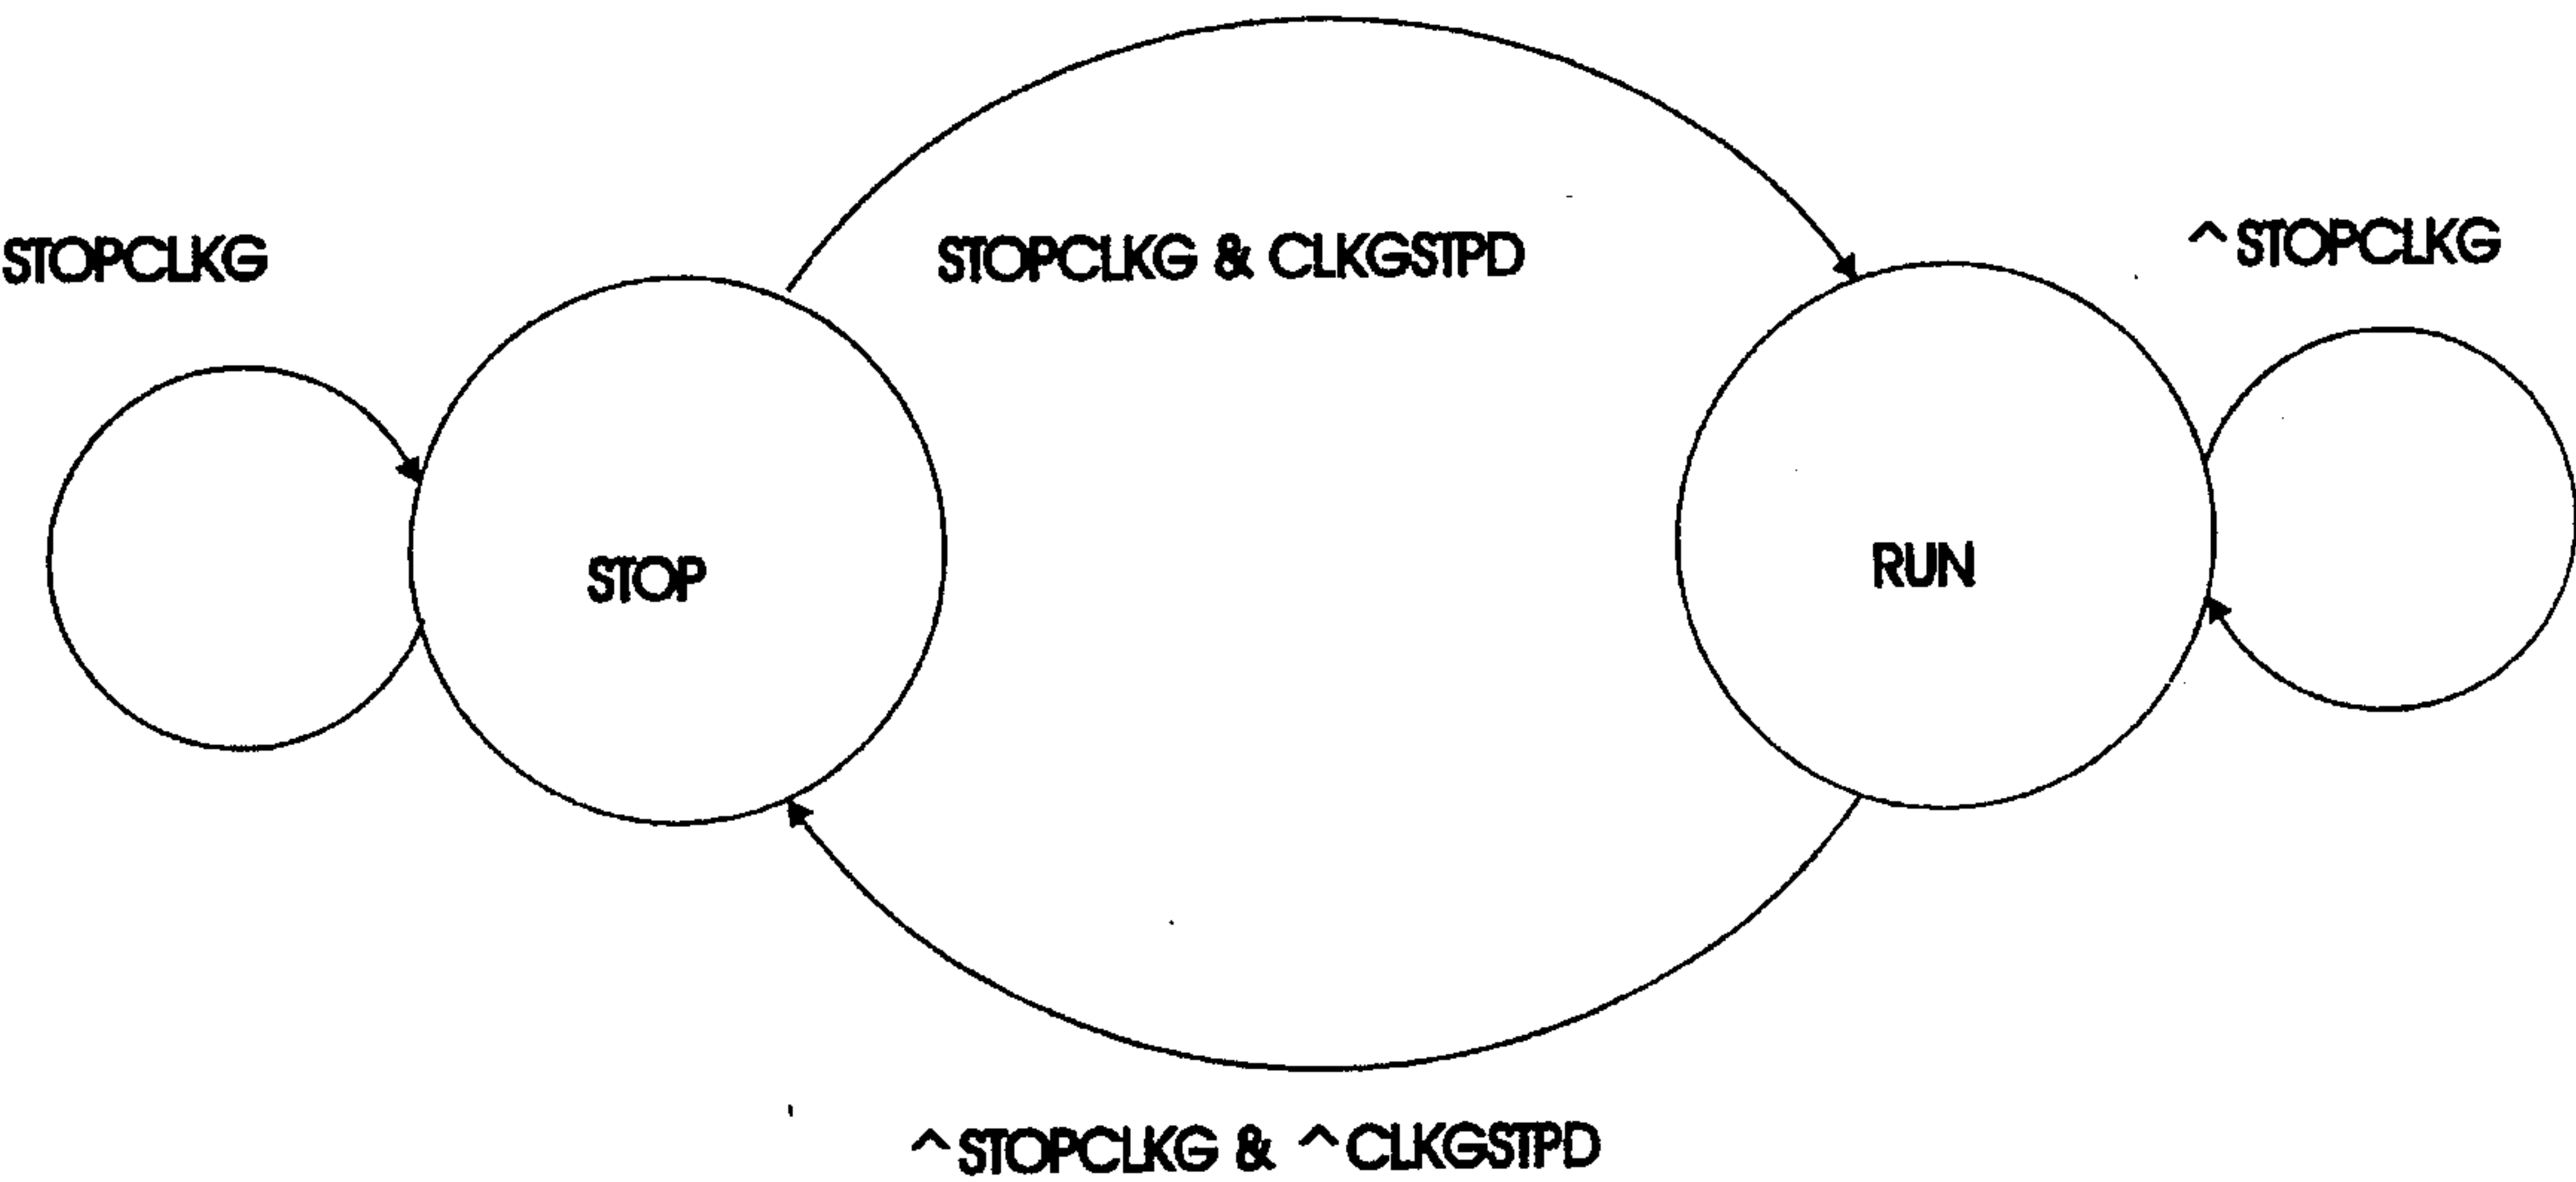 STOPCLKG
STOPCLKG & CLKGSTPD
^STOPCLKG
STOP
RUN
^STOPCLKG & ^CLKGSTPD